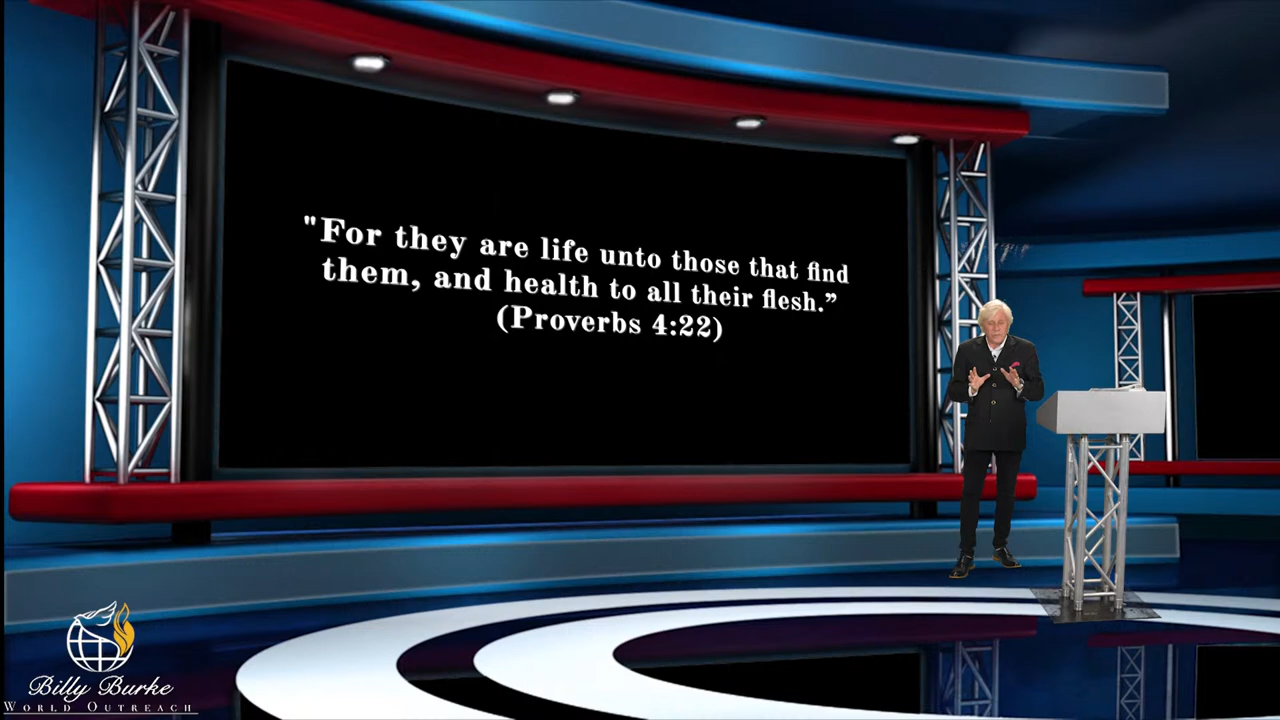 "For they are life unto those that find
them, and health to all their flesh.”
(Proverbs 4:22)
Billy Burke
WORLD OUTREACH